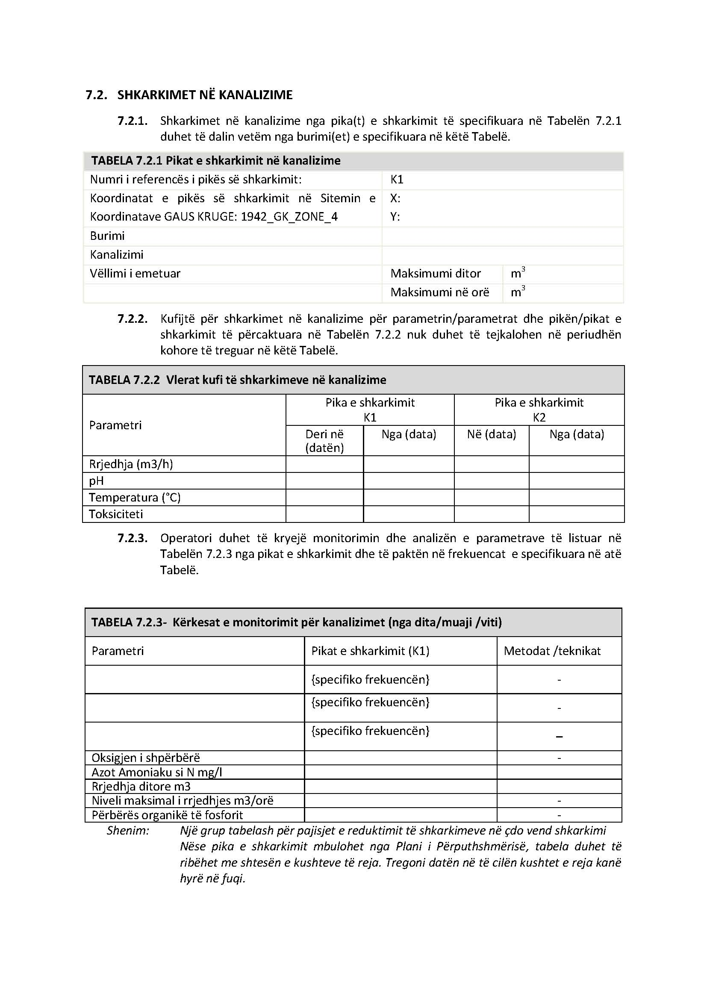 7.2. SHKARKIMET NË KANALIZIME
7.2.1. Shkarkimet në kanalizime nga pika(t) e shkarkimit të specifikuara në Tabelën 7.2.1
duhet të dalin vetëm nga burimi(et) e specifikuara në këtë Tabelë.
TABELA 7.2.1 Pikat e shkarkimit në kanalizime
Numri i referencës i pikës së shkarkimit: K1
Koordinatat e pikës së shkarkimit në Sitemin e X:
Koordinatave GAUS KRUGE: 1942_GK_ZONE_4 Y:
Burimi
Kanalizimi
Vëllimi i emetuar Maksimumi ditor m³
Maksimumi në orë m³
7.2.2. Kufijtë për shkarkimet në kanalizime për parametrin/parametrat dhe pikën/pikat e
shkarkimit të përcaktuara në Tabelën 7.2.2 nuk duhet të tejkalohen në periudhën
kohore të treguar në këtë Tabelë.
TABELA 7.2.2 Vlerat kufi të shkarkimeve në kanalizime
Parametri
Pika e shkarkimit Pika e shkarkimit
K1 K2
Deri në Nga (data) Në (data) Nga (data)
(datën)
Rrjedhja (m3/h)
pH
Temperatura (°C)
Toksiciteti
7.2.3. Operatori duhet të kryejë monitorimin dhe analizën e parametrave të listuar në
Tabelën 7.2.3 nga pikat e shkarkimit dhe të paktën në frekuencat e specifikuara në atë
Tabelë.
TABELA 7.2.3- Kërkesat e monitorimit për kanalizimet (nga dita/muaji /viti)
Parametri Pikat e shkarkimit (K1) Metodat /teknikat
{specifiko frekuencën} -
{specifiko frekuencën} -
{specifiko frekuencën} –
Oksigjen i shpërbërë -
Azot Amoniaku si N mg/l
Rrjedhja ditore m3
Niveli maksimal i rrjedhjes m3/orë -
Përbërës organikë të fosforit -
Shenim: Një grup tabelash për pajisjet e reduktimit të shkarkimeve në çdo vend shkarkimi
Nëse pika e shkarkimit mbulohet nga Plani i Përputhshmërisë, tabela duhet të
ribëhet me shtesën e kushteve të reja. Tregoni datën në të cilën kushtet e reja kanë
hyrë në fuqi.